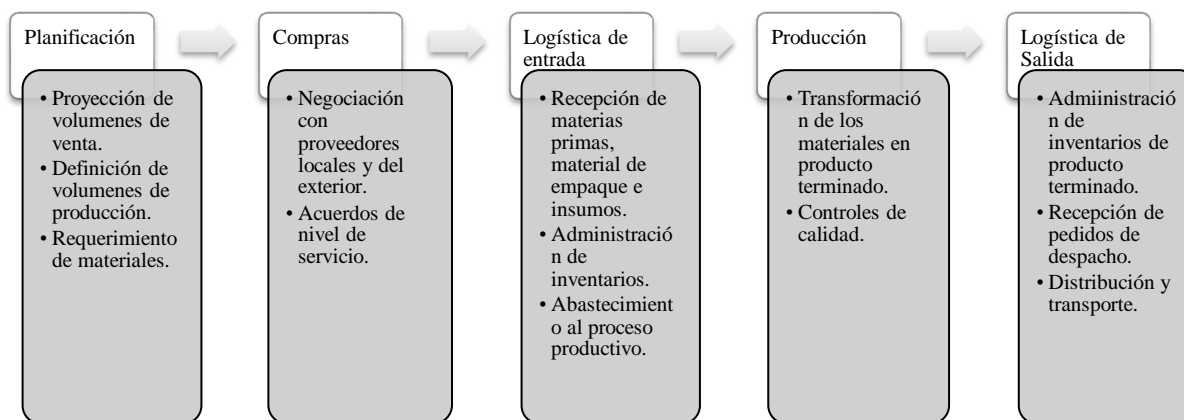 Planificación
• Proyección de
volumenes de
venta.
• Definición de
volumenes de
producción.
• Requerimiento
de materiales.
Compras
• Negociación
con
proveedores
locales y del
exterior.
• Acuerdos de
nivel de
servicio.
Logística de
entrada
• Recepción de
materias
primas,
material de
empaque e
insumos.
• Administració
n de
inventarios.
• Abastecimient
o al proceso
productivo.
Producción
• Transformació
n de los
materiales en
producto
terminado.
• Controles de
calidad.
Logística de
Salida
• Admiinistració
n de
inventarios de
producto
terminado.
• Recepción de
pedidos de
despacho.
• Distribución y
transporte.